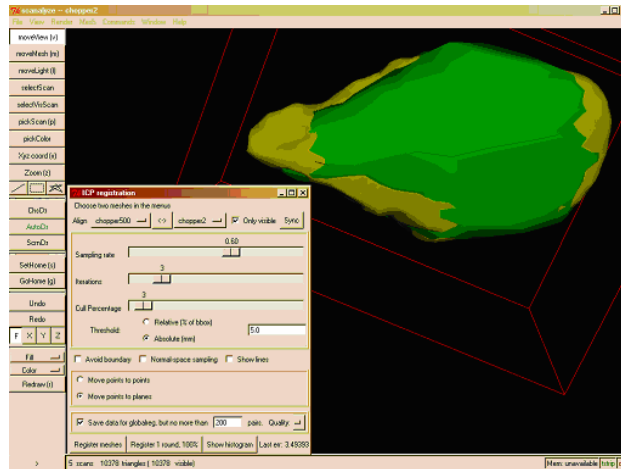 scanalyze -- chopper2
File View Render Mesh Commands Window Help
moveView (v)
moveMesh (m)
moveLight (l)
selectScan
selectVisScan
pickScan (p)
pickColor
Xyz coord (x)
Zoom (z)
OrxOr
AutoOr
ScrnOr
SetHome (s)
GoHome (g)
Undo
Redo
F X Y Z
Fill
Color
Redraw (r)
ICP registration
Choose two meshes in the menus
Align chopper500 <-> chopper2 Only visible Sync
0.60
Sampling rate
3
Iterations
3
Cull Percentage
Relative (% of bbox)
Threshold: 5.0
Absolute (mm)
Avoid boundary Normal-space sampling Show lines
Move points to points
Move points to planes
Save data for globalreg, but no more than 200 pairs. Quality:
Register meshes Register 1 round, 100% Show histogram Last err: 3.49393
> 5 scans 10378 triangles ( 10378 visible) Mem: unavailable tstrip